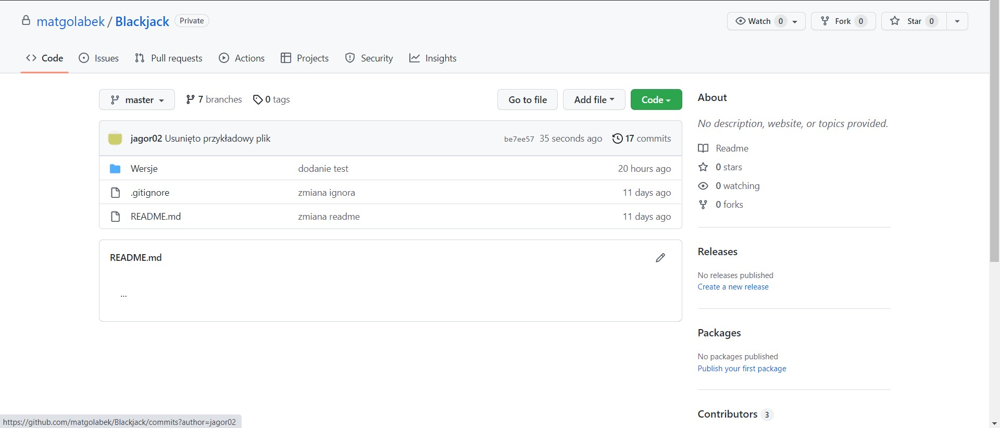 matgolabek / Blackjack Private
Watch 0 Fork 0 Star 0
Code Issues Pull requests Actions Projects Security Insights
master 7 branches 0 tags Go to file Add file Code
jagor02 Usunięto przykładowy plik be7ee57 35 seconds ago 17 commits
Wersje dodanie test 20 hours ago
.gitignore zmiana ignora 11 days ago
README.md zmiana readme 11 days ago
README.md
...
About
No description, website, or topics provided.
Readme
0 stars
0 watching
0 forks
Releases
No releases published
Create a new release
Packages
No packages published
Publish your first package
Contributors 3
https://github.com/matgolabek/Blackjack/commits?author=jagor02